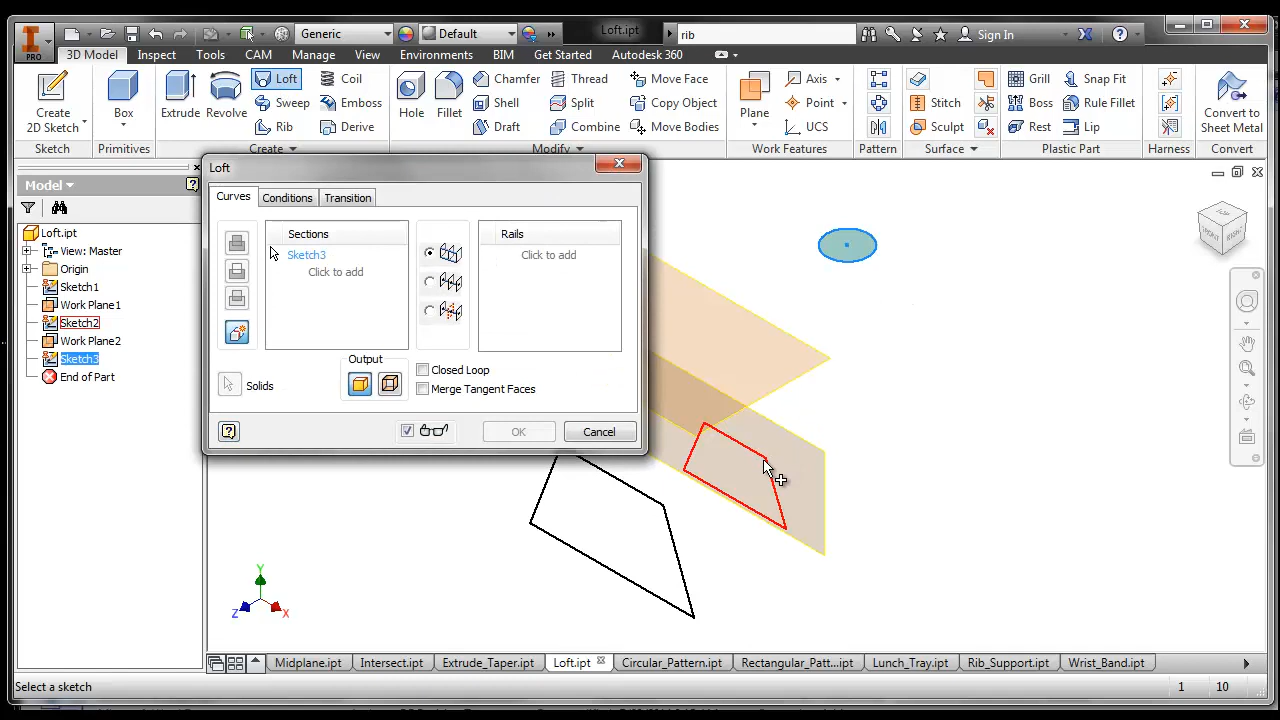 Generic
Default
Loft.ipt
rib
Sign In
PRO
3D Model
Inspect
Tools
CAM
Manage
View
Environments
BIM
Get Started
Autodesk 360
Create
2D Sketch
Box
Extrude
Revolve
Loft
Sweep
Rib
Coil
Emboss
Derive
Hole
Fillet
Chamfer
Shell
Draft
Thread
Split
Combine
Move Face
Copy Object
Move Bodies
Plane
Axis
Point
UCS
Stitch
Sculpt
Grill
Boss
Rest
Snap Fit
Rule Fillet
Lip
Convert to
Sheet Metal
Sketch
Primitives
Create
Modify
Work Features
Pattern
Surface
Plastic Part
Harness
Convert
Model
Loft.ipt
View: Master
Origin
Sketch1
Work Plane1
Sketch2
Work Plane2
Sketch3
End of Part
Loft
Curves
Conditions
Transition
Sections
Sketch3
Click to add
Rails
Click to add
Output
Solids
Closed Loop
Merge Tangent Faces
OK
Cancel
TOP
FRONT
RIGHT
Y
Z
X
Midplane.ipt
Intersect.ipt
Extrude_Taper.ipt
Loft.ipt
Circular_Pattern.ipt
Rectangular_Patt...ipt
Lunch_Tray.ipt
Rib_Support.ipt
Wrist_Band.ipt
Select a sketch
1
10